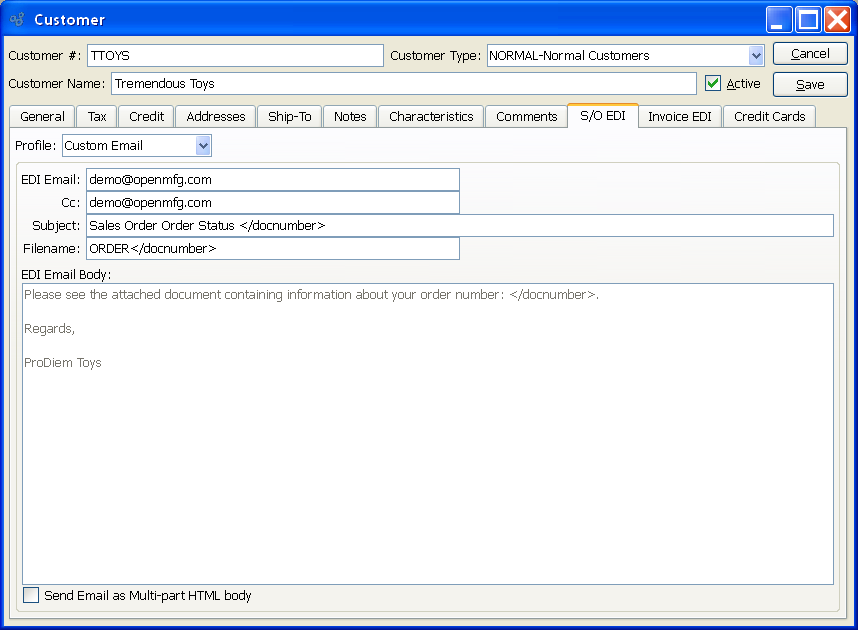 Customer
Customer #: TTOYS Customer Type: NORMAL-Normal Customers Cancel
Customer Name: Tremendous Toys Active Save
General Tax Credit Addresses Ship-To Notes Characteristics Comments S/O EDI Invoice EDI Credit Cards
Profile: Custom Email
EDI Email: demo@openmfg.com
Cc: demo@openmfg.com
Subject: Sales Order Order Status </docnumber>
Filename: ORDER</docnumber>
EDI Email Body:
Please see the attached document containing information about your order number: </docnumber>.
Regards,
ProDiem Toys
Send Email as Multi-part HTML body